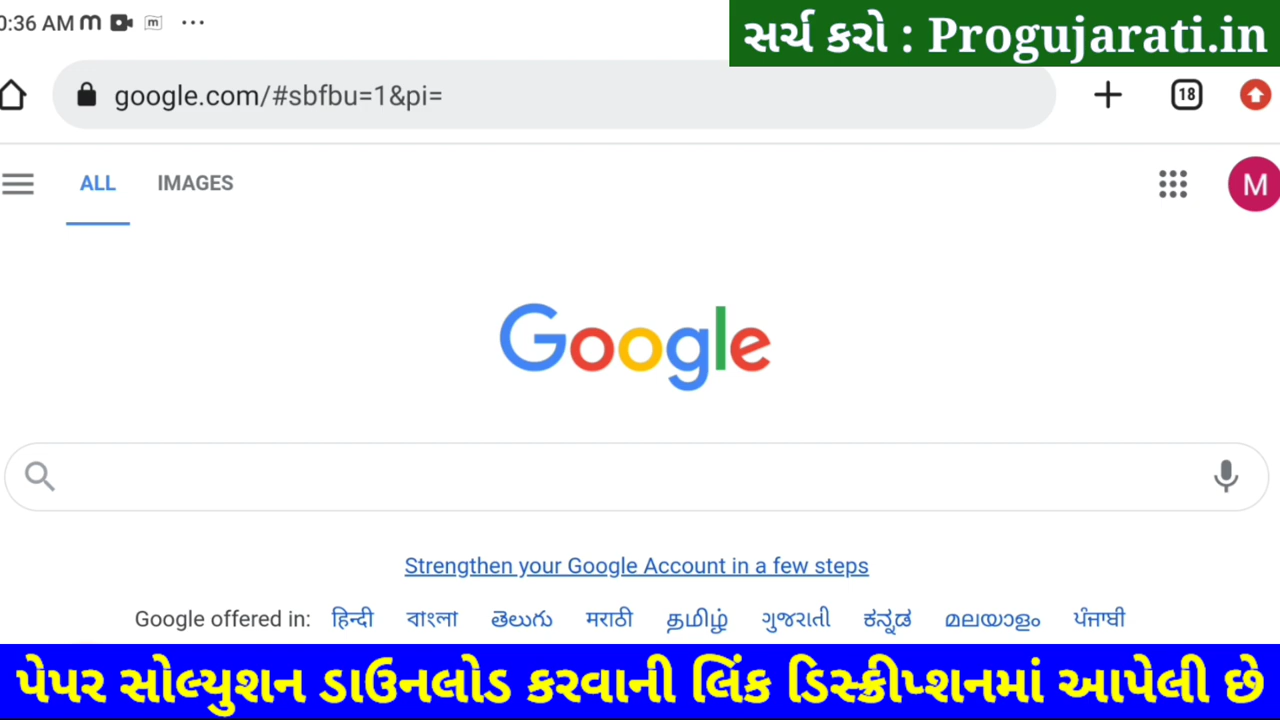 0:36 AM
સર્ચ કરો : Progujarati.in
google.com/#sbfbu=1&pi=
18
ALL IMAGES
M
Google
Strengthen your Google Account in a few steps
Google offered in: हिन्दी বাংলা తెలుగు मराठी தமிழ் ગુજરાતી ಕನ್ನಡ മലയാളം ਪੰਜਾਬੀ
પેપર સોલ્યુશન ડાઉનલોડ કરવાની લિંક ડિસ્ક્રીપ્શનમાં આપેલી છે